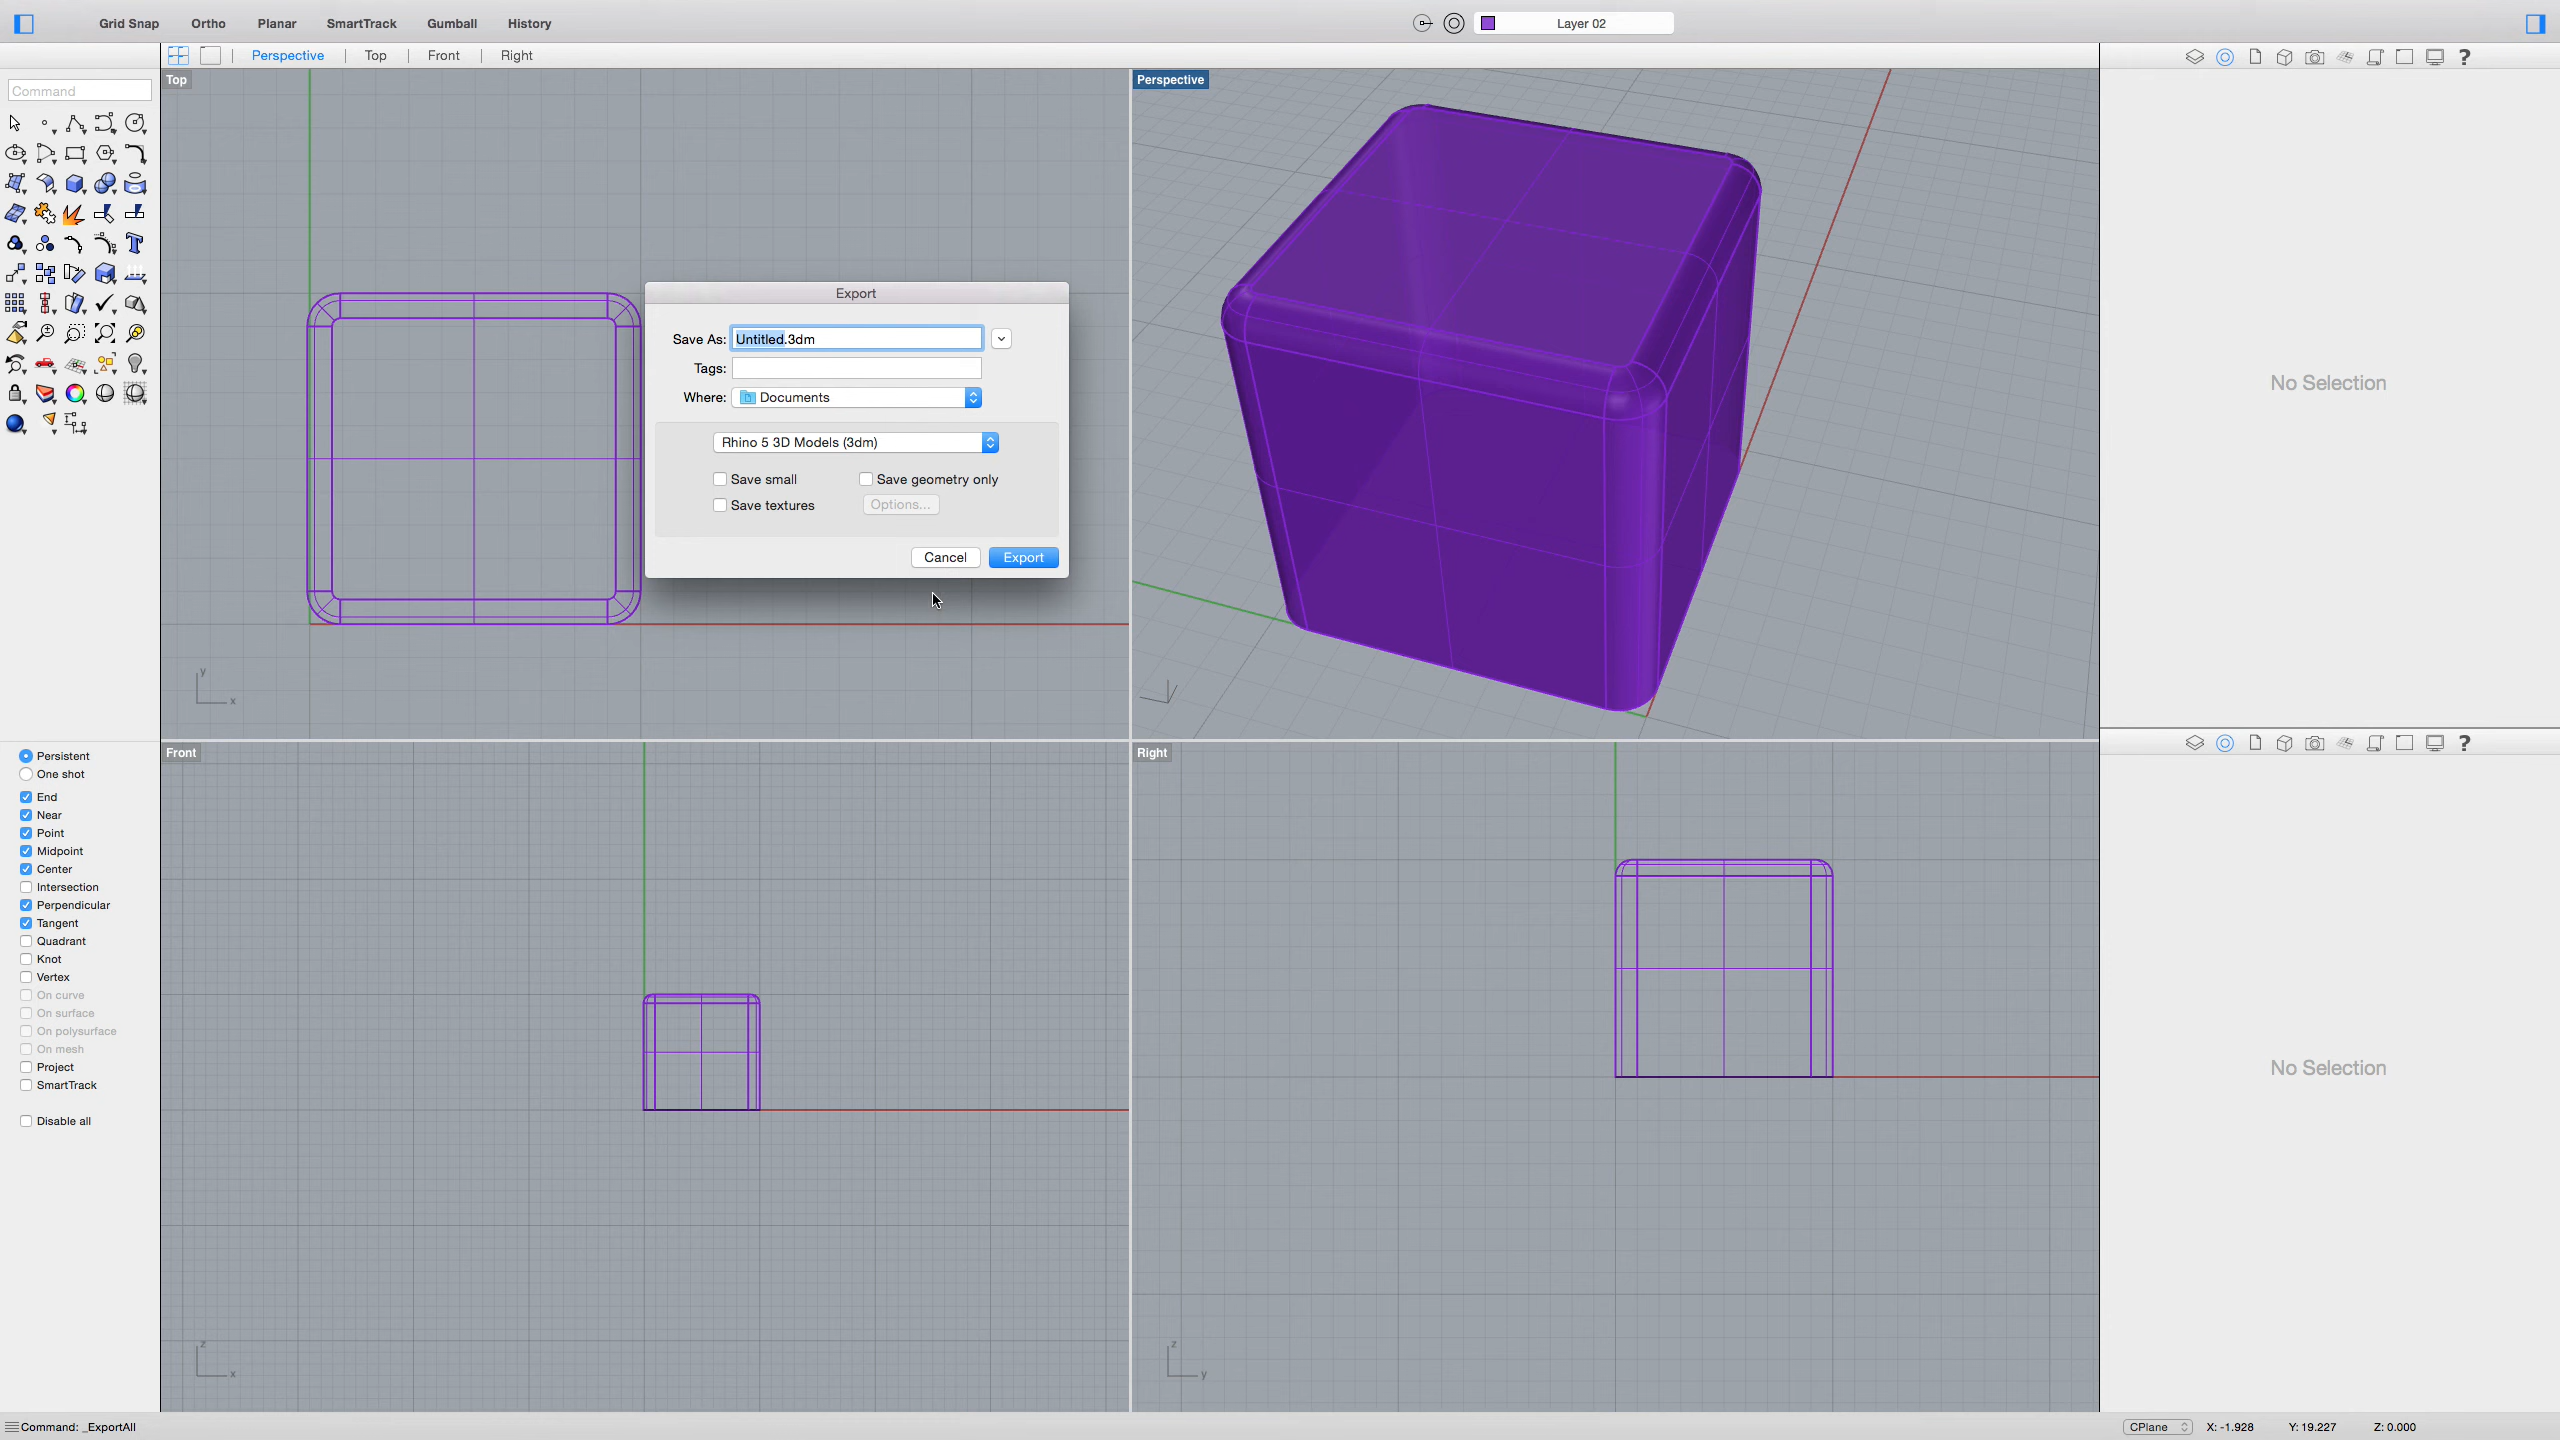 Grid Snap Ortho Planar SmartTrack Gumball History Layer 02
Perspective Top Front Right
?
Command
Top
Perspective
Export
Save As: Untitled.3dm
Tags:
Where: Documents
Rhino 5 3D Models (3dm)
Save small Save geometry only
Save textures Options...
Cancel Export
y
x
No Selection
Front
Right
?
Persistent
One shot
End
Near
Point
Midpoint
Center
Intersection
Perpendicular
Tangent
Quadrant
Knot
Vertex
On curve
On surface
On polysurface
On mesh
Project
SmartTrack
Disable all
No Selection
z
x
z
y
Command: _ExportAll
CPlane X: -1.928 Y: 19.227 Z: 0.000